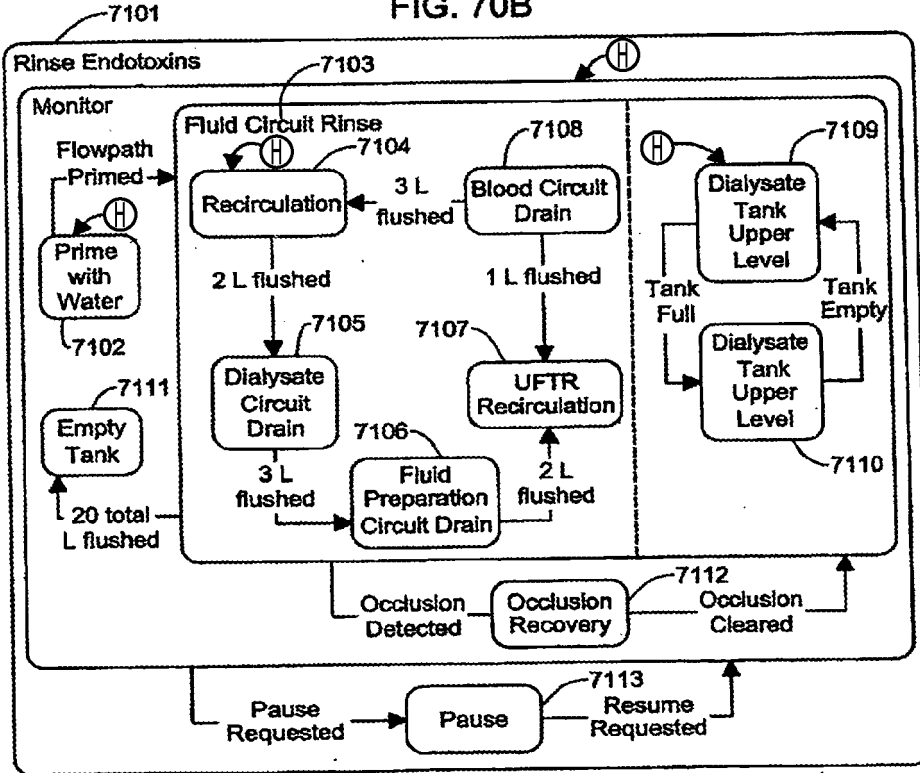 FIG. 70B
7101
Rinse Endotoxins
H
Monitor
7103
Fluid Circuit Rinse
H
7104
7108
H
7109
Flowpath
Primed
H
Recirculation
3 L
flushed
Blood Circuit
Drain
Dialysate
Tank
Upper
Level
Prime
with
Water
7102
2 L flushed
1 L flushed
Tank
Full
Tank
Empty
7105
7107
Dialysate
Circuit
Drain
UFTR
Recirculation
Dialysate
Tank
Upper
Level
7110
7111
Empty
Tank
7106
3 L
flushed
Fluid
Preparation
Circuit Drain
2 L
flushed
20 total
L flushed
7112
Occlusion
Detected
Occlusion
Recovery
Occlusion
Cleared
7113
Pause
Requested
Pause
Resume
Requested